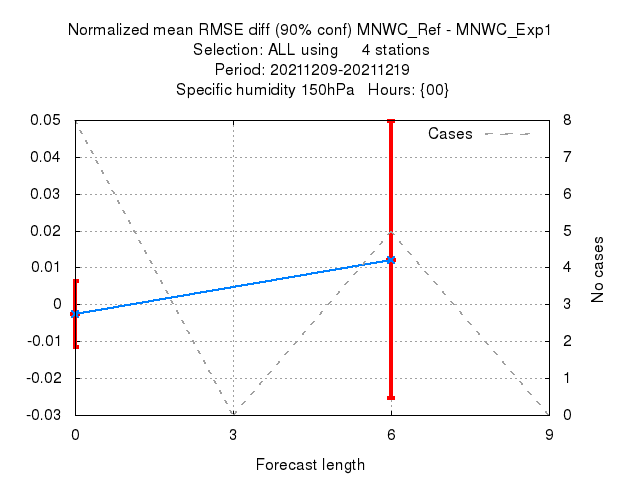 Normalized mean RMSE diff (90% conf) MNWC_Ref - MNWC_Exp1
Selection: ALL using 4 stations
Period: 20211209-20211219
Specific humidity 150hPa Hours: {00}
Cases
0.05
0.04
0.03
0.02
0.01
0
-0.01
-0.02
-0.03
8
7
6
5
4
3
2
1
0
No cases
0 3 6 9
Forecast length